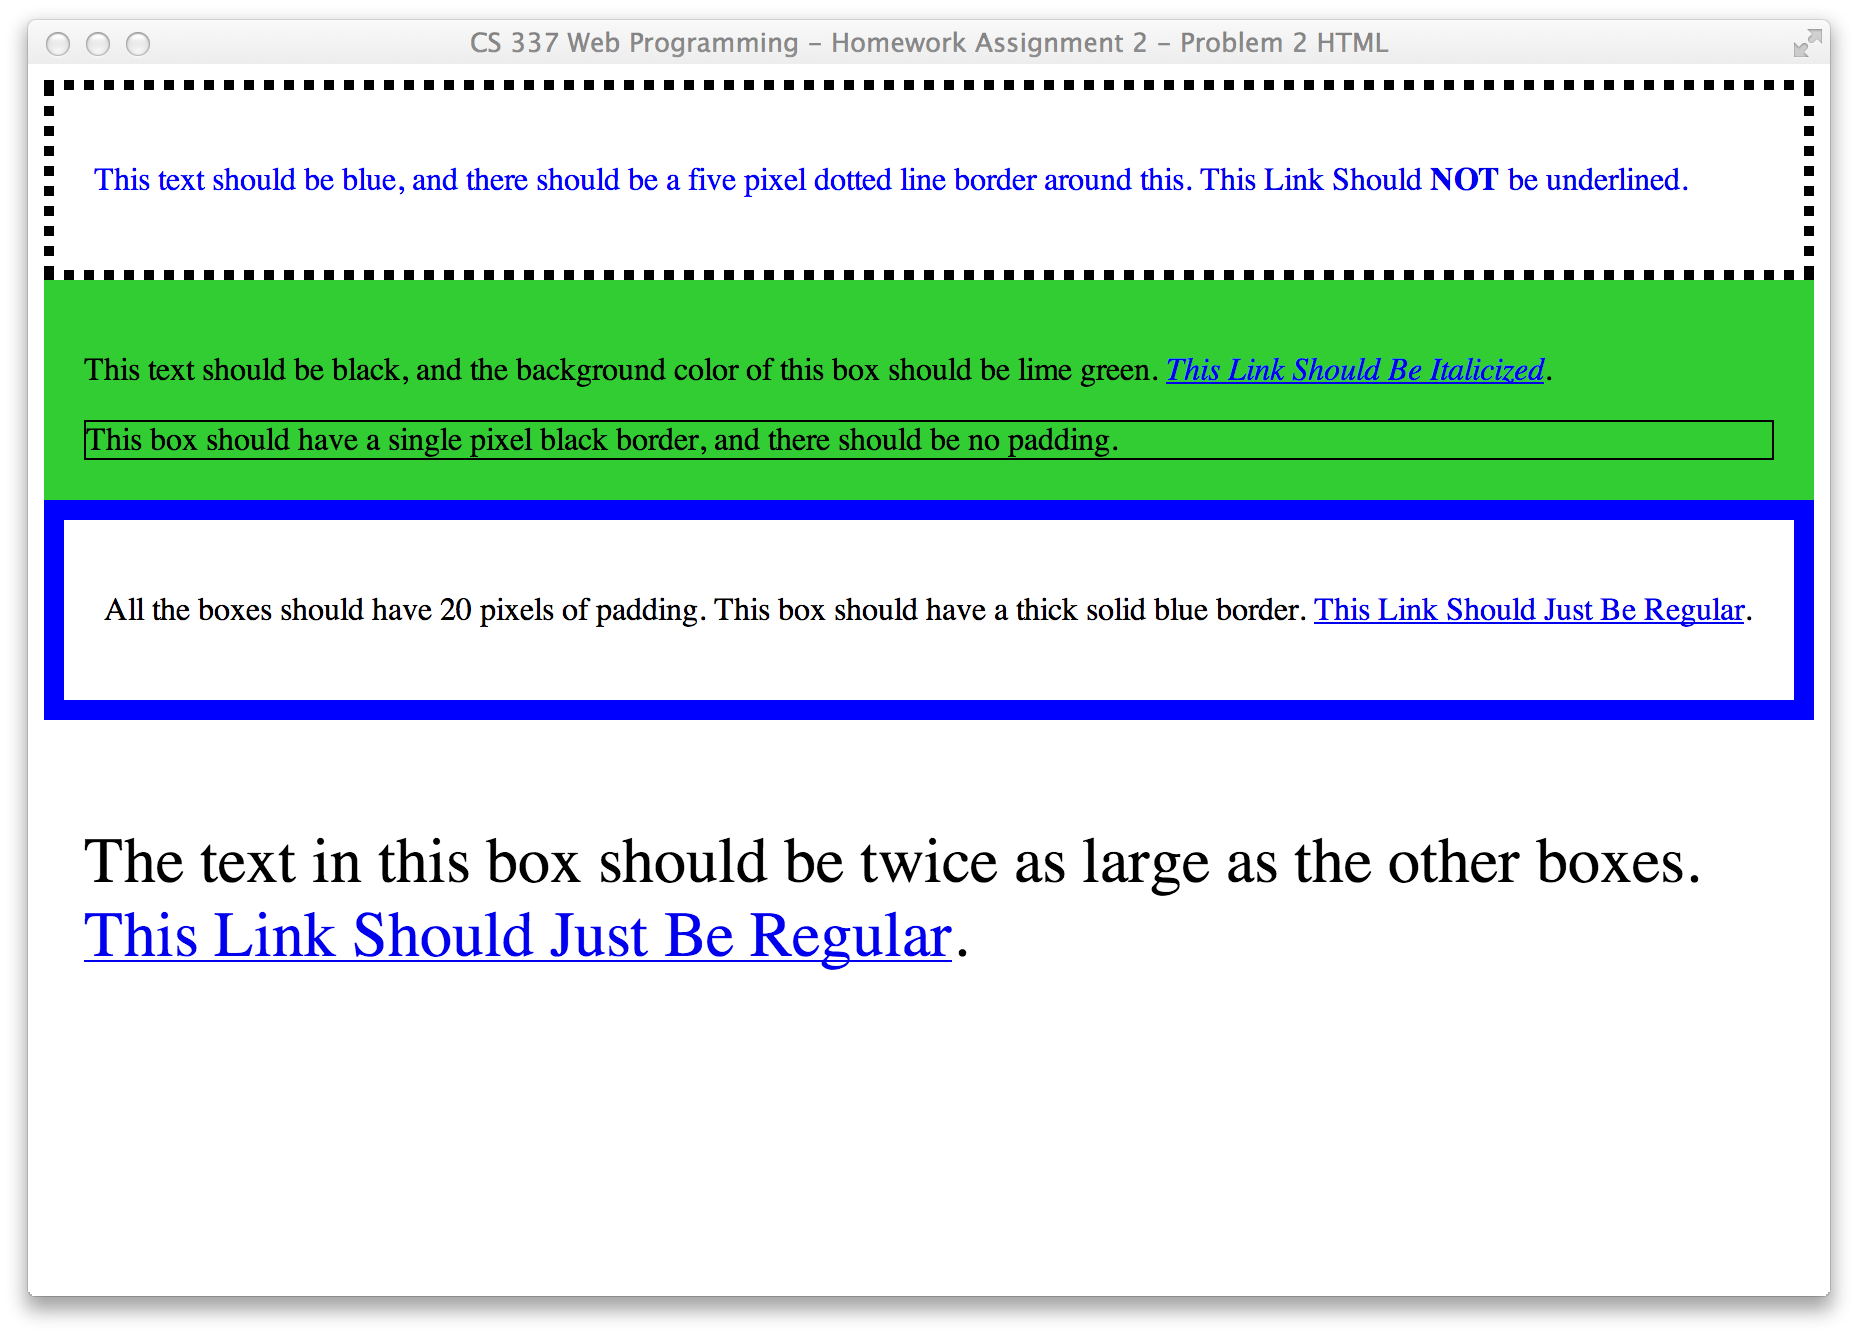 CS 337 Web Programming – Homework Assignment 2 – Problem 2 HTML
This text should be blue, and there should be a five pixel dotted line border around this. This Link Should NOT be underlined.
This text should be black, and the background color of this box should be lime green. This Link Should Be Italicized.
This box should have a single pixel black border, and there should be no padding.
All the boxes should have 20 pixels of padding. This box should have a thick solid blue border. This Link Should Just Be Regular.
The text in this box should be twice as large as the other boxes.
This Link Should Just Be Regular.